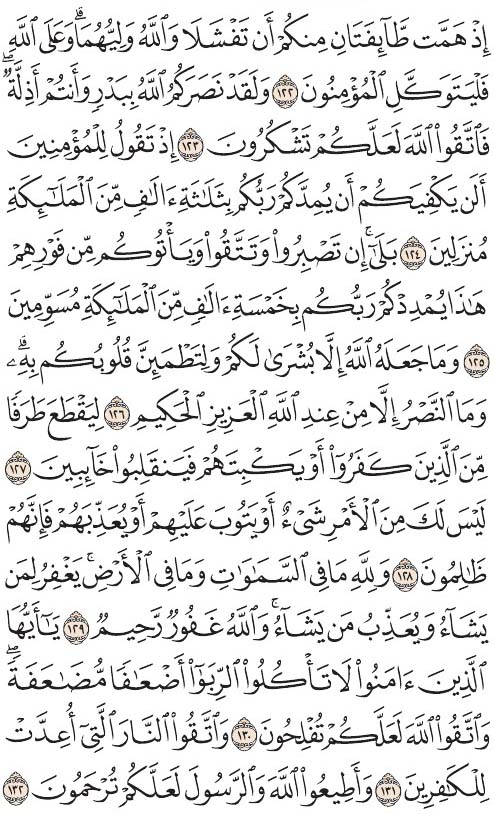 إِذْ هَمَّت طَّآئِفَتَانِ مِنكُمْ أَن تَفْشَلَا وَٱللَّهُ وَلِيُّهُمَاۗ وَعَلَى ٱللَّهِ
فَلْيَتَوَكَّلِ ٱلْمُؤْمِنُونَ ١٢٢ وَلَقَدْ نَصَرَكُمُ ٱللَّهُ بِبَدْرٍ وَأَنتُمْ أَذِلَّةٌۖ
فَٱتَّقُوا۟ ٱللَّهَ لَعَلَّكُمْ تَشْكُرُونَ ١٢٣ إِذْ تَقُولُ لِلْمُؤْمِنِينَ
أَلَن يَكْفِيَكُمْ أَن يُمِدَّكُمْ رَبُّكُم بِثَلَـٰثَةِ ءَالَـٰفٍ مِّنَ ٱلْمَلَـٰٓئِكَةِ
مُنزَلِينَ ١٢٤ بَلَىٰٓۚ إِن تَصْبِرُوا۟ وَتَتَّقُوا۟ وَيَأْتُوكُم مِّن فَوْرِهِمْ
هَـٰذَا يُمْدِدْكُمْ رَبُّكُم بِخَمْسَةِ ءَالَـٰفٍ مِّنَ ٱلْمَلَـٰٓئِكَةِ مُسَوِّمِينَ
١٢٥ وَمَا جَعَلَهُ ٱللَّهُ إِلَّا بُشْرَىٰ لَكُمْ وَلِتَطْمَئِنَّ قُلُوبُكُم بِهِۦۗ
وَمَا ٱلنَّصْرُ إِلَّا مِنْ عِندِ ٱللَّهِ ٱلْعَزِيزِ ٱلْحَكِيمِ ١٢٦ لِيَقْطَعَ طَرَفًا
مِّنَ ٱلَّذِينَ كَفَرُوٓا۟ أَوْ يَكْبِتَهُمْ فَيَنقَلِبُوا۟ خَآئِبِينَ ١٢٧
لَيْسَ لَكَ مِنَ ٱلْأَمْرِ شَىْءٌ أَوْ يَتُوبَ عَلَيْهِمْ أَوْ يُعَذِّبَهُمْ فَإِنَّهُمْ
ظَـٰلِمُونَ ١٢٨ وَلِلَّهِ مَا فِى ٱلسَّمَـٰوَٰتِ وَمَا فِى ٱلْأَرْضِۚ يَغْفِرُ لِمَن
يَشَآءُ وَيُعَذِّبُ مَن يَشَآءُۚ وَٱللَّهُ غَفُورٌ رَّحِيمٌ ١٢٩ يَـٰٓأَيُّهَا
ٱلَّذِينَ ءَامَنُوا۟ لَا تَأْكُلُوا۟ ٱلرِّبَوٰٓا۟ أَضْعَـٰفًا مُّضَـٰعَفَةًۖ
وَٱتَّقُوا۟ ٱللَّهَ لَعَلَّكُمْ تُفْلِحُونَ ١٣٠ وَٱتَّقُوا۟ ٱلنَّارَ ٱلَّتِىٓ أُعِدَّتْ
لِلْكَـٰفِرِينَ ١٣١ وَأَطِيعُوا۟ ٱللَّهَ وَٱلرَّسُولَ لَعَلَّكُمْ تُرْحَمُونَ ١٣٢